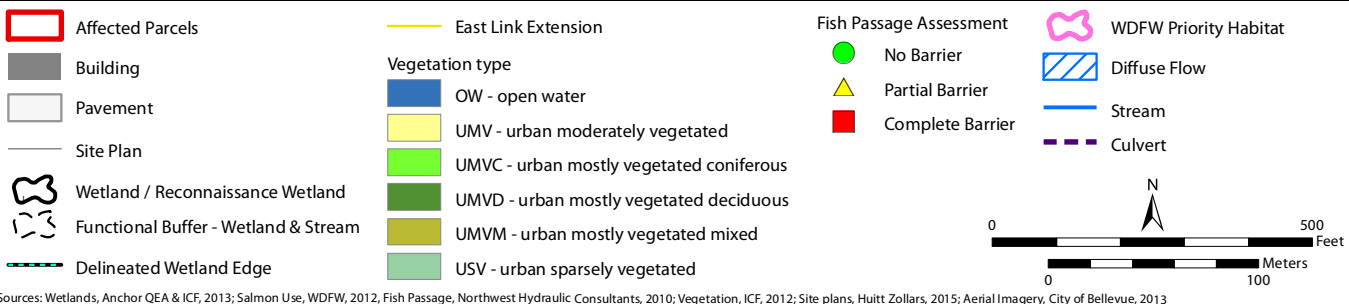 Affected Parcels
Building
Pavement
Site Plan
Wetland / Reconnaissance Wetland
Functional Buffer - Wetland & Stream
Delineated Wetland Edge
East Link Extension
Vegetation type
OW - open water
UMV - urban moderately vegetated
UMVC - urban mostly vegetated coniferous
UMVD - urban mostly vegetated deciduous
UMVM - urban mostly vegetated mixed
USV - urban sparsely vegetated
Fish Passage Assessment
No Barrier
Partial Barrier
Complete Barrier
WDFW Priority Habitat
Diffuse Flow
Stream
Culvert
N
0 500
Feet
Meters
0 100
Sources: Wetlands, Anchor QEA & ICF, 2013; Salmon Use, WDFW, 2012, Fish Passage, Northwest Hydraulic Consultants, 2010; Vegetation, ICF, 2012; Site plans, Huitt Zollars, 2015; Aerial Imagery, City of Bellevue, 2013